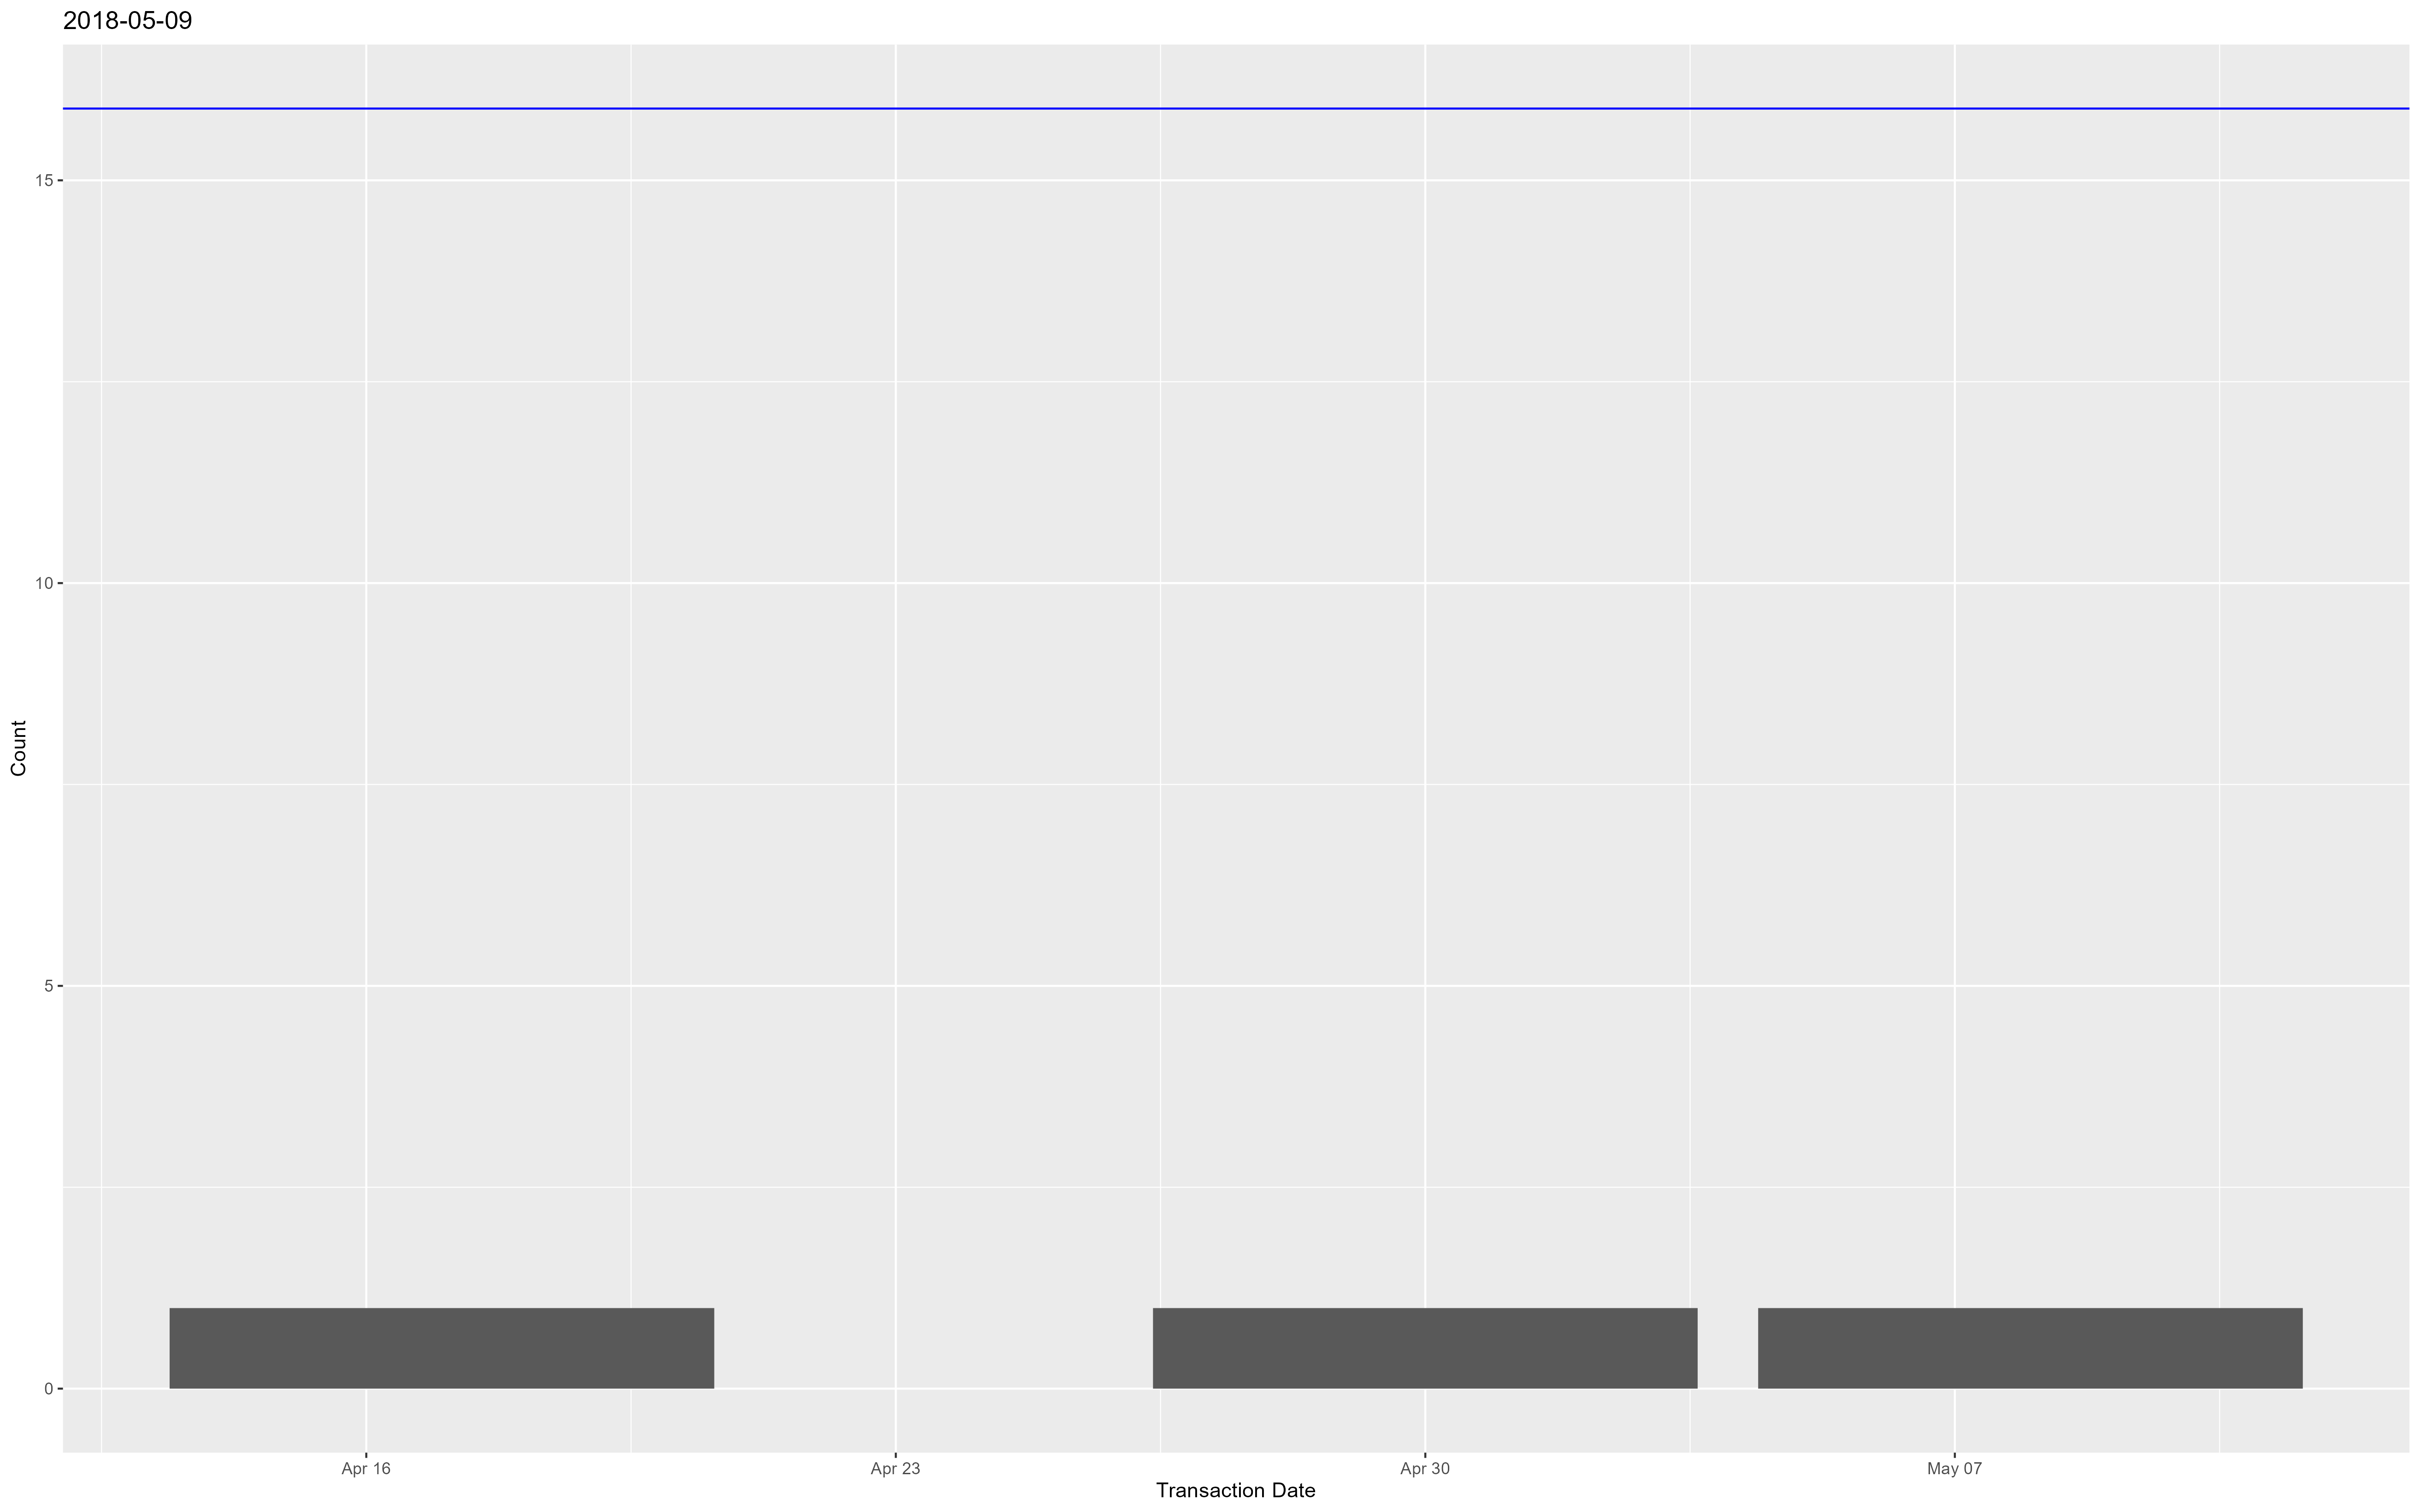 2018-05-09
15
10
5
0
Count
Apr 16
Apr 23
Apr 30
May 07
Transaction Date